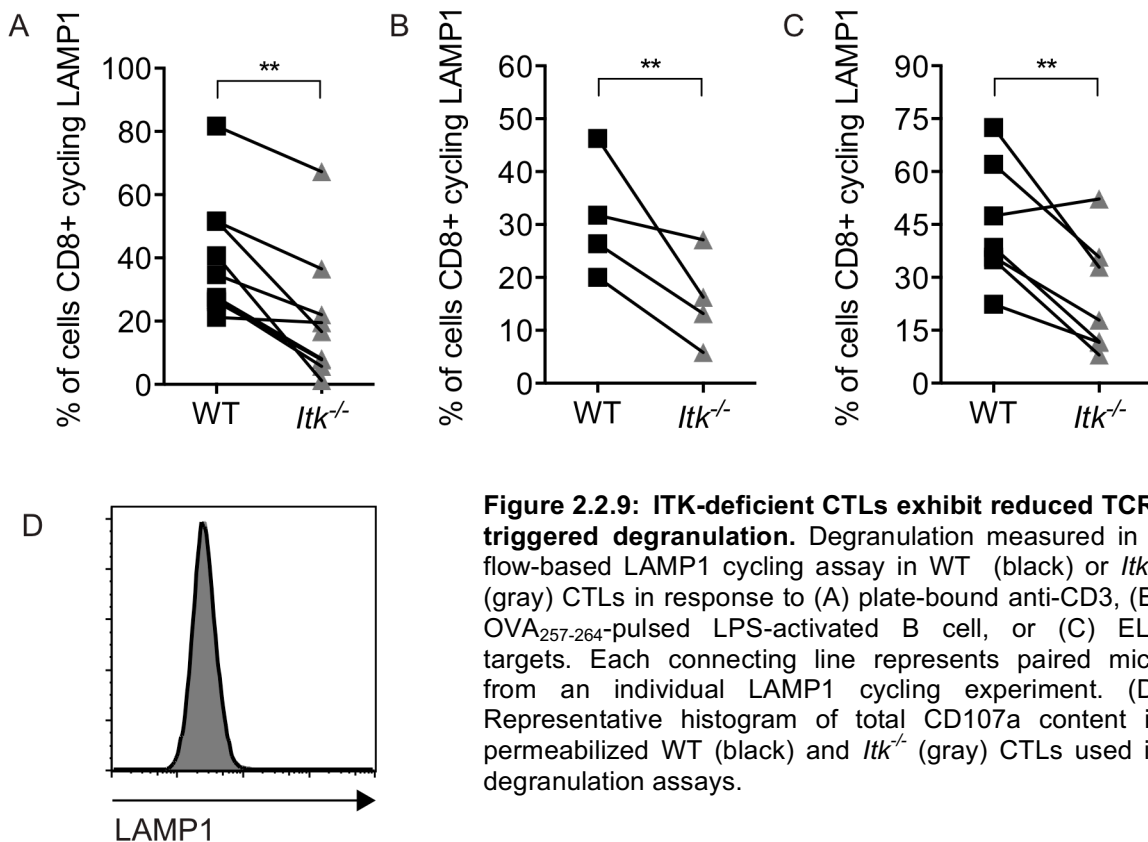 A
% of cells CD8+ cycling LAMP1
100
80
60
40
20
0
**
WT
Itk-/-
B
% of cells CD8+ cycling LAMP1
60
50
40
30
20
10
0
**
WT
Itk-/-
C
% of cells CD8+ cycling LAMP1
90
75
60
45
30
15
0
**
WT
Itk-/-
D
LAMP1
Figure 2.2.9: ITK-deficient CTLs exhibit reduced TCR
triggered degranulation. Degranulation measured in
flow-based LAMP1 cycling assay in WT (black) or Itk
(gray) CTLs in response to (A) plate-bound anti-CD3, (B
OVA257-264-pulsed LPS-activated B cell, or (C) EL
targets. Each connecting line represents paired mic
from an individual LAMP1 cycling experiment. (D
Representative histogram of total CD107a content i
permeabilized WT (black) and Itk-/- (gray) CTLs used i
degranulation assays.